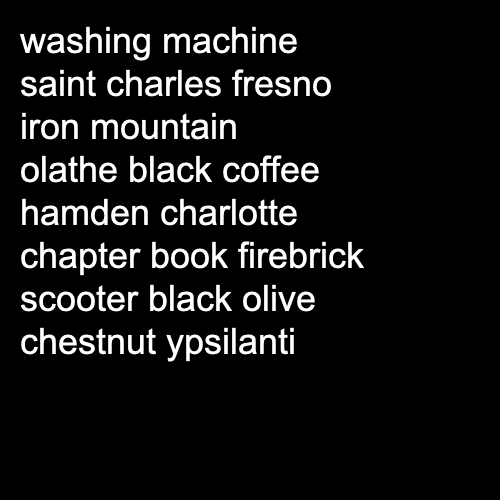 washing machine
saint charles fresno
iron mountain
olathe black coffee
hamden charlotte
chapter book firebrick
scooter black olive
chestnut ypsilanti